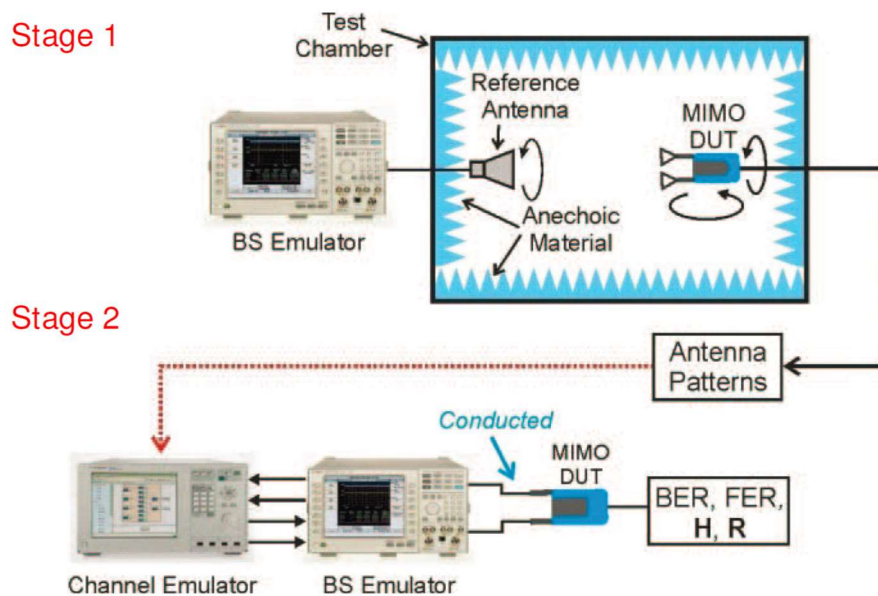 Stage 1
Test
Chamber
Reference
Antenna
MIMO
DUT
BS Emulator
Anechoic
Material
Stage 2
Antenna
Patterns
Conducted
MIMO
DUT
BER, FER,
H, R
Channel Emulator
BS Emulator